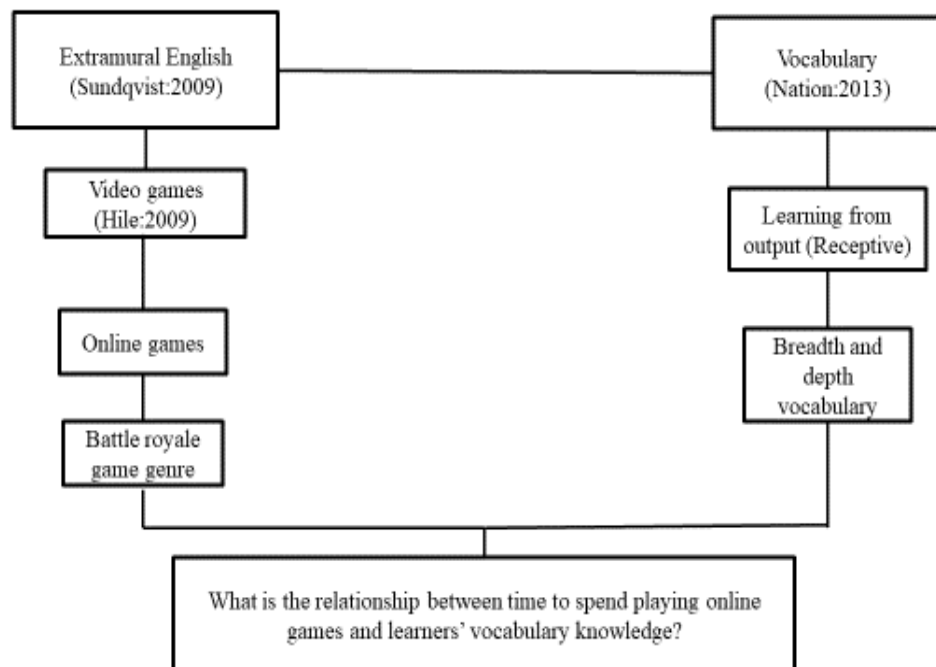 Extramural English
(Sundqvist:2009)
Vocabulary
(Nation:2013)
Video games
(Hile:2009)
Learning from
output (Receptive)
Online games
Breadth and
depth
vocabulary
Battle royale
game genre
What is the relationship between time to spend playing online
games and learners’ vocabulary knowledge?